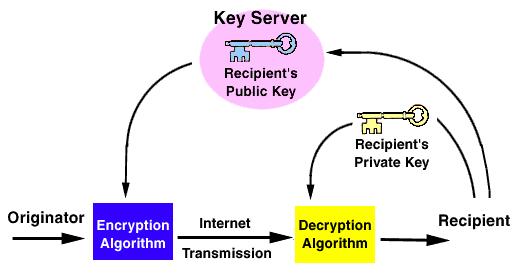 Key Server
Recipient's
Public Key
Recipient's
Private Key
Originator
Encryption
Algorithm
Internet
Transmission
Decryption
Algorithm
Recipient